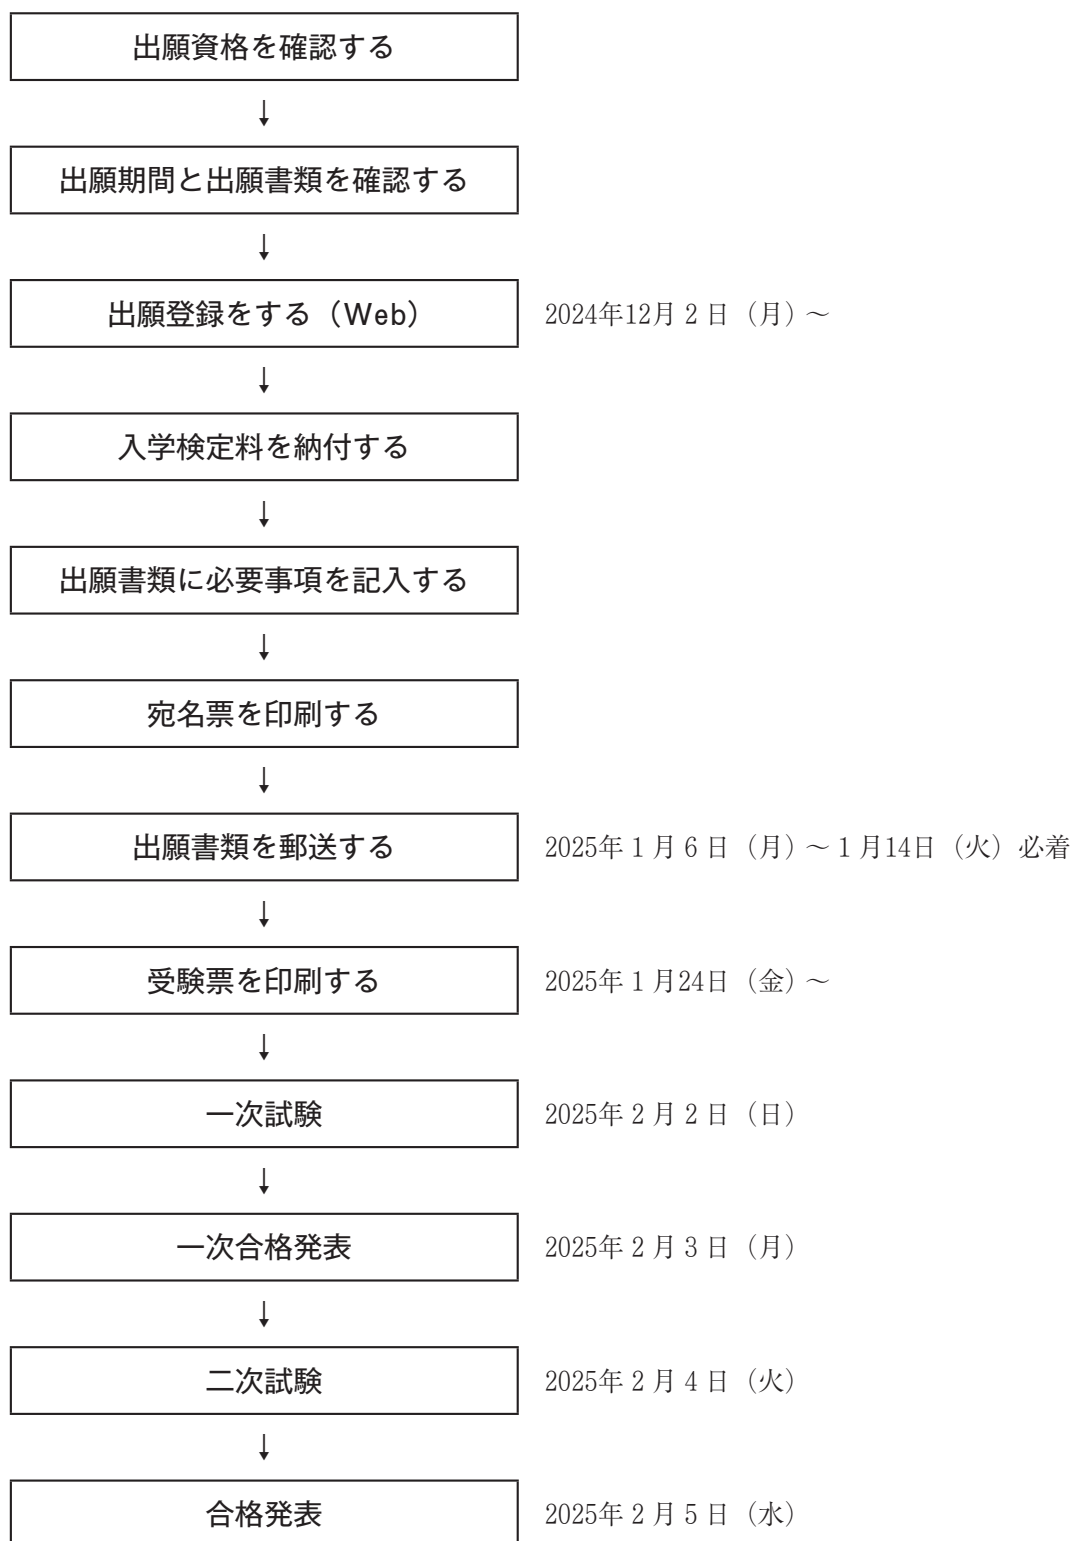 出願資格を確認する
↓
出願期間と出願書類を確認する
↓
出願登録をする（Web） 2024年12月2日（月）～
↓
入学検定料を納付する
↓
出願書類に必要事項を記入する
↓
宛名票を印刷する
↓
出願書類を郵送する 2025年1月6日（月）～1月14日（火）必着
↓
受験票を印刷する 2025年1月24日（金）～
↓
一次試験 2025年2月2日（日）
↓
一次合格発表 2025年2月3日（月）
↓
二次試験 2025年2月4日（火）
↓
合格発表 2025年2月5日（水）